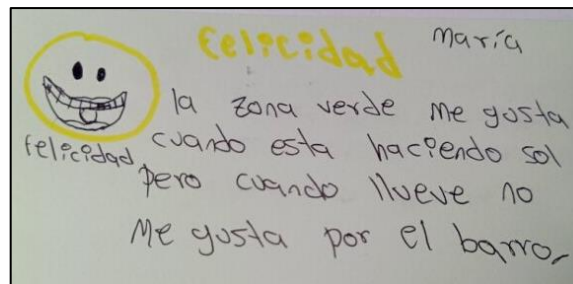 Felicidad
María
la zona verde me gusta
felicidad
cuando esta haciendo sol
pero cuando llueve no
Me gusta por el barro,